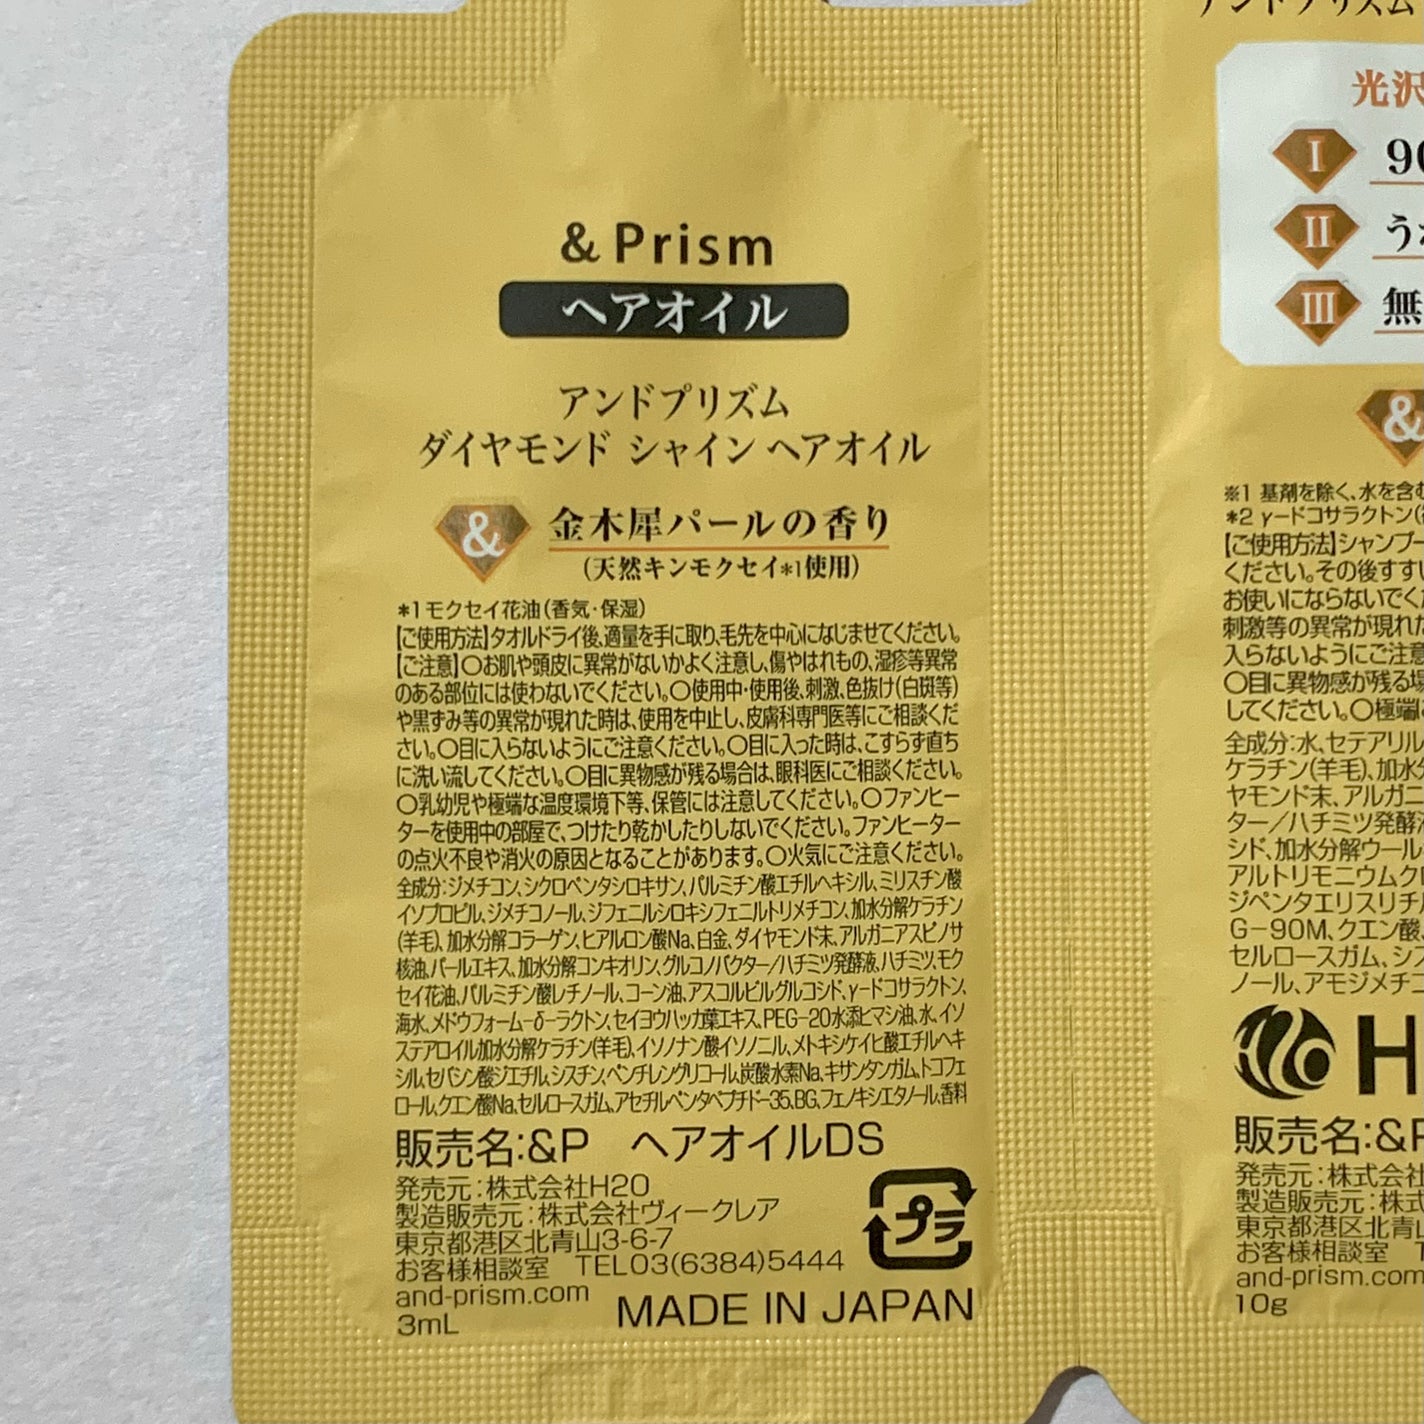 & Prism
ヘアオイル
アンドプリズム
ダイヤモンド シャイン ヘアオイル
& 金木犀パールの香り
(天然キンモクセイ*1使用)
*1モクセイ花油(香気・保湿)
【ご使用方法】タオルドライ後、適量を手に取り、毛先を中心になじませてください。
【ご注意】〇お肌や頭皮に異常がないかよく注意し、傷やはれもの、湿疹等異常
のある部位には使わないでください。〇使用中・使用後、刺激、色抜け(白斑等)
や黒ずみ等の異常が現れた時は、使用を中止し、皮膚科専門医等にご相談くだ
さい。〇目に入らないようにご注意ください。〇目に入った時は、こすらず直ち
に洗い流してください。〇目に異物感が残る場合は、眼科医にご相談ください。
〇乳幼児や極端な温度環境下等、保管には注意してください。〇ファンヒー
ターを使用中の部屋で、つけたり乾かしたりしないでください。ファンヒーター
の点火不良や消火の原因となることがあります。〇火気にご注意ください。
全成分:ジメチコン、シクロペンタシロキサン、パルミチン酸エチルヘキシル、ミリスチン酸
イソプロピル、ジメチコノール、ジフェニルシロキシフェニルトリメチコン、加水分解ケラチン
(羊毛)、加水分解コラーゲン、ヒアルロン酸Na、白金、ダイヤモンド末、アルガニアスピノサ
核油、パールエキス、加水分解コンキオリン、グルコノバクター/ハチミツ発酵液、ハチミツ、モク
セイ花油、パルミチン酸レチノール、コーン油、アスコルビルグルコシド、γ-ドコサラクトン、
海水、メドウフォーム-δ-ラクトン、セイヨウハッカ葉エキス、PEG-20水添ヒマシ油、水、イソ
ステアロイル加水分解ケラチン(羊毛)、イソノナン酸イソノニル、メトキシケイヒ酸エチルヘキ
シル、セバシン酸ジエチル、シスチン、ペンチレングリコール、炭酸水素Na、キサンタンガム、トコフェ
ロール、クエン酸Na、セルロースガム、アセチルペンタペプチド-35、BG、フェノキシエタノール、香料
販売名:&P ヘアオイルDS
発売元:株式会社H2O
製造販売元:株式会社ヴィークレア
東京都港区北青山3-6-7
お客様相談室 TEL03(6384)5444
and-prism.com
3mL
プラ
MADE IN JAPAN
アンドプリズム
光沢
I 90
II う
III 無
&
※1 基剤を除く、水を含む
*2 γ-ドコサラクトン(
【ご使用方法】シャンプー
ください。その後すすい
お使いにならないでくだ
刺激等の異常が現れた
入らないようにご注意
〇目に異物感が残る場
してください。〇極端
全成分:水、セテアリル
ケラチン(羊毛)、加水分
ヤモンド末、アルガニ
ター/ハチミツ発酵液
シド、加水分解ウール
アルトリモニウムクロ
ジペンタエリスリチル
G-90M、クエン酸、
セルロースガム、シス
ノール、アモジメチコ
H
販売名:&P
発売元:株式会社
製造販売元:株式
東京都港区北青山
お客様相談室 T
and-prism.com
10g